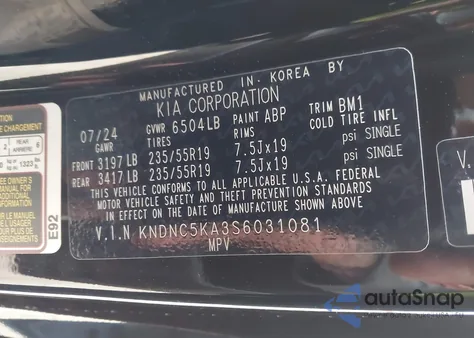 MANUFACTURED IN. KOREA BY
KIA CORPORATION
07/24 GVWR 6504LB PAINT ABP TRIM BM1
TIRES RIMS COLD TIRE INFL
FRONT 3197 LB 235/55R19 7.5Jx19 psi SINGLE
REAR 3417 LB 235/55R19 7.5Jx19 psi SINGLE
THIS VEHICLE CONFORMS TO ALL APPLICABLE U.S.A. FEDERAL
MOTOR VEHICLE SAFETY AND THEFT PREVENTION STANDARDS
IN EFFECT ON THE DATE OF MANUFACTURE SHOWN ABOVE.
V.I.N KNDNC5KA3S6031081
MPV
E92
CHARGEMENT
autoSnap